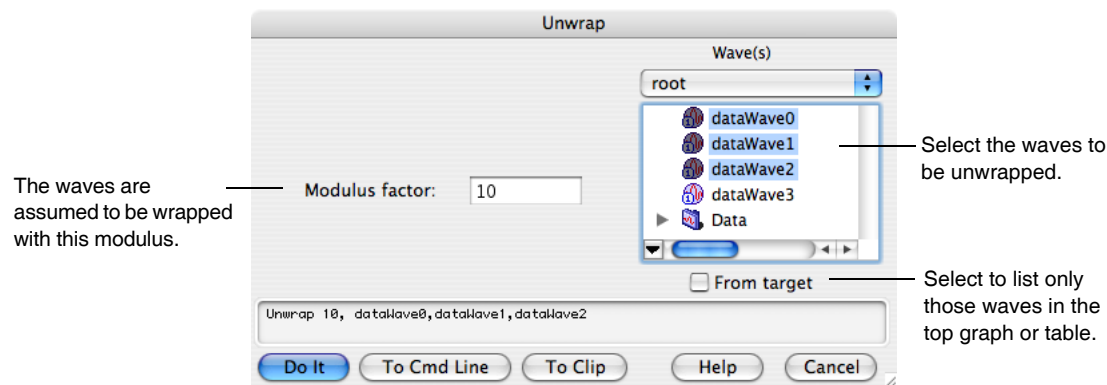 Unwrap
Wave(s)
root
dataWave0
dataWave1
dataWave2
dataWave3
Data
Select the waves to
be unwrapped.
The waves are
assumed to be wrapped
with this modulus.
Modulus factor: 10
From target
Select to list only
those waves in the
top graph or table.
Unwrap 10, dataWave0,dataWave1,dataWave2
Do It To Cmd Line To Clip Help Cancel